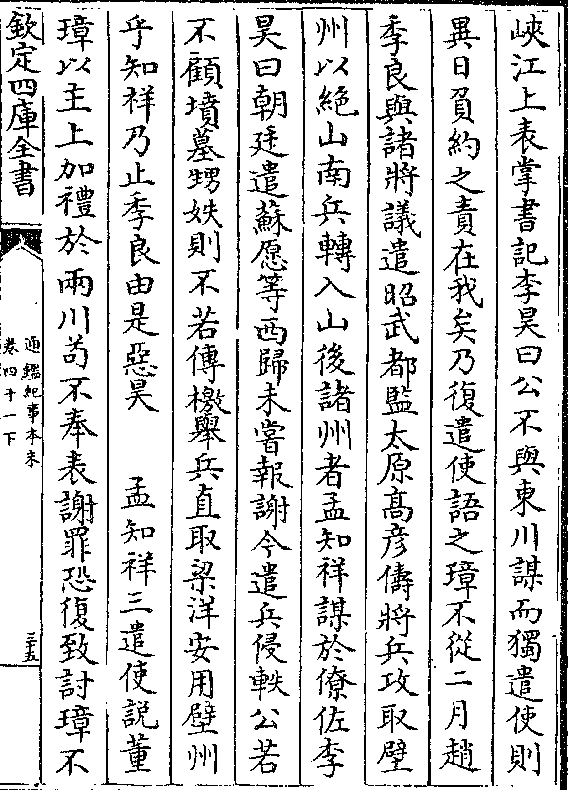 峽江上表掌書記李昊曰公不與東川謀而獨遣使則
異日負約之責在我矣乃復遣使語之璋不從二月趙
季良與諸將議遣昭武都監太原高彦儔將兵攻取壁
州以絶山南兵轉入山後諸州者孟知祥謀於僚佐李
昊曰朝廷遣蘇愿等西歸未嘗報謝今遣兵侵軼公若
不顧墳墓甥姪則不若傳檄舉兵直取梁洋安用壁州
乎知祥乃止季良由是惡昊　孟知祥三遣使説董
璋以主上加禮於兩川苟不奉表謝罪恐復致討璋不
欽定四庫全書
通鑑紀事本末
卷四十一下
三五